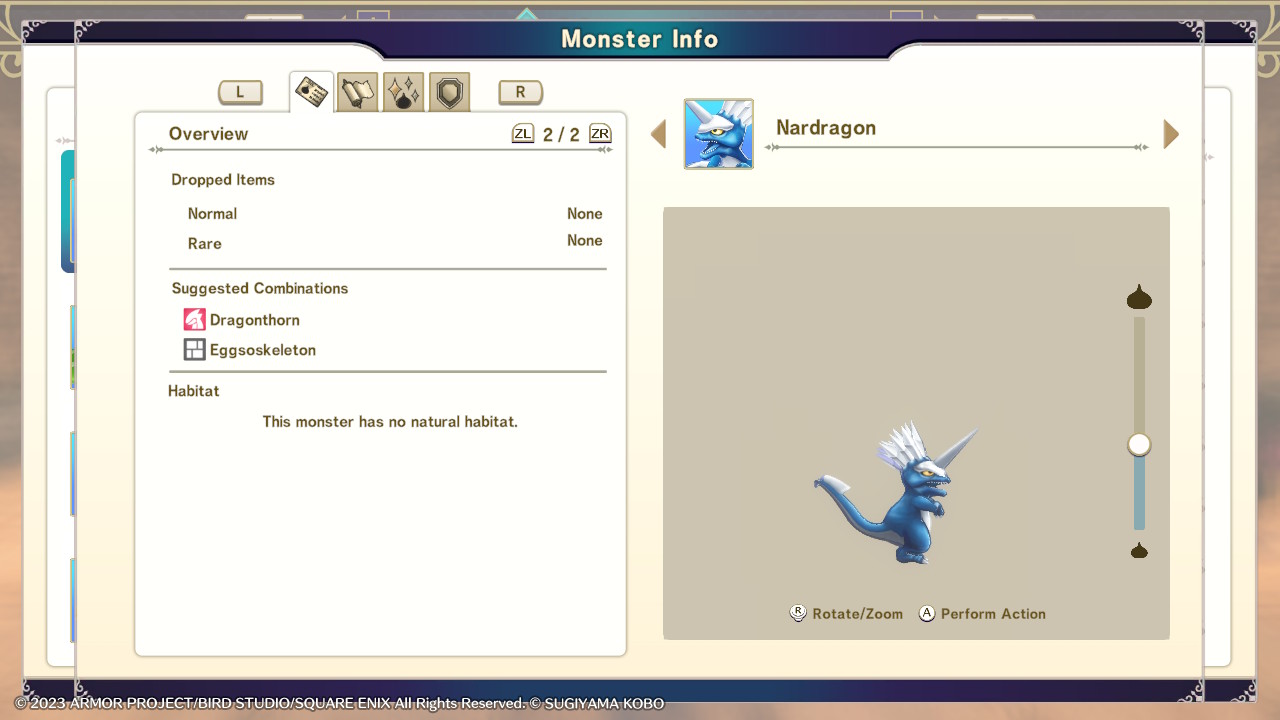 Monster Info
L
R
Overview
ZL 2 / 2 ZR
Nardragon
Dropped Items
Normal
None
Rare
None
Suggested Combinations
Dragonthorn
Eggsoskeleton
Habitat
This monster has no natural habitat.
R Rotate/Zoom A Perform Action
© 2023 ARMOR PROJECT/BIRD STUDIO/SQUARE ENIX All Rights Reserved. © SUGIYAMA KOBO